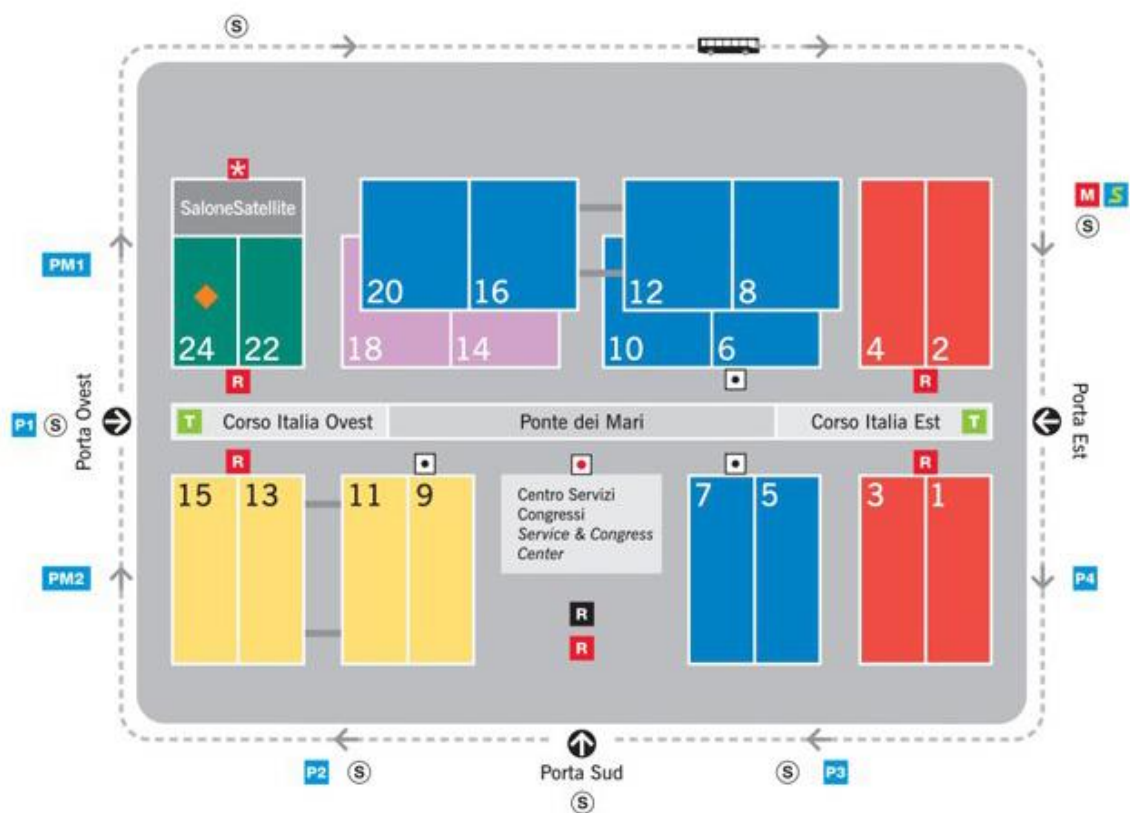 S
M S
S
*
SaloneSatellite
PM1
20 16 12 8
24 22 18 14 10 6 4 2
R R
P1 S Porta Ovest
T Corso Italia Ovest Ponte dei Mari Corso Italia Est T
Porta Est
R R
15 13 11 9 7 5 3 1
Centro Servizi
Congressi
Service & Congress
Center
PM2
P4
R
R
P2 S
Porta Sud
S
S P3